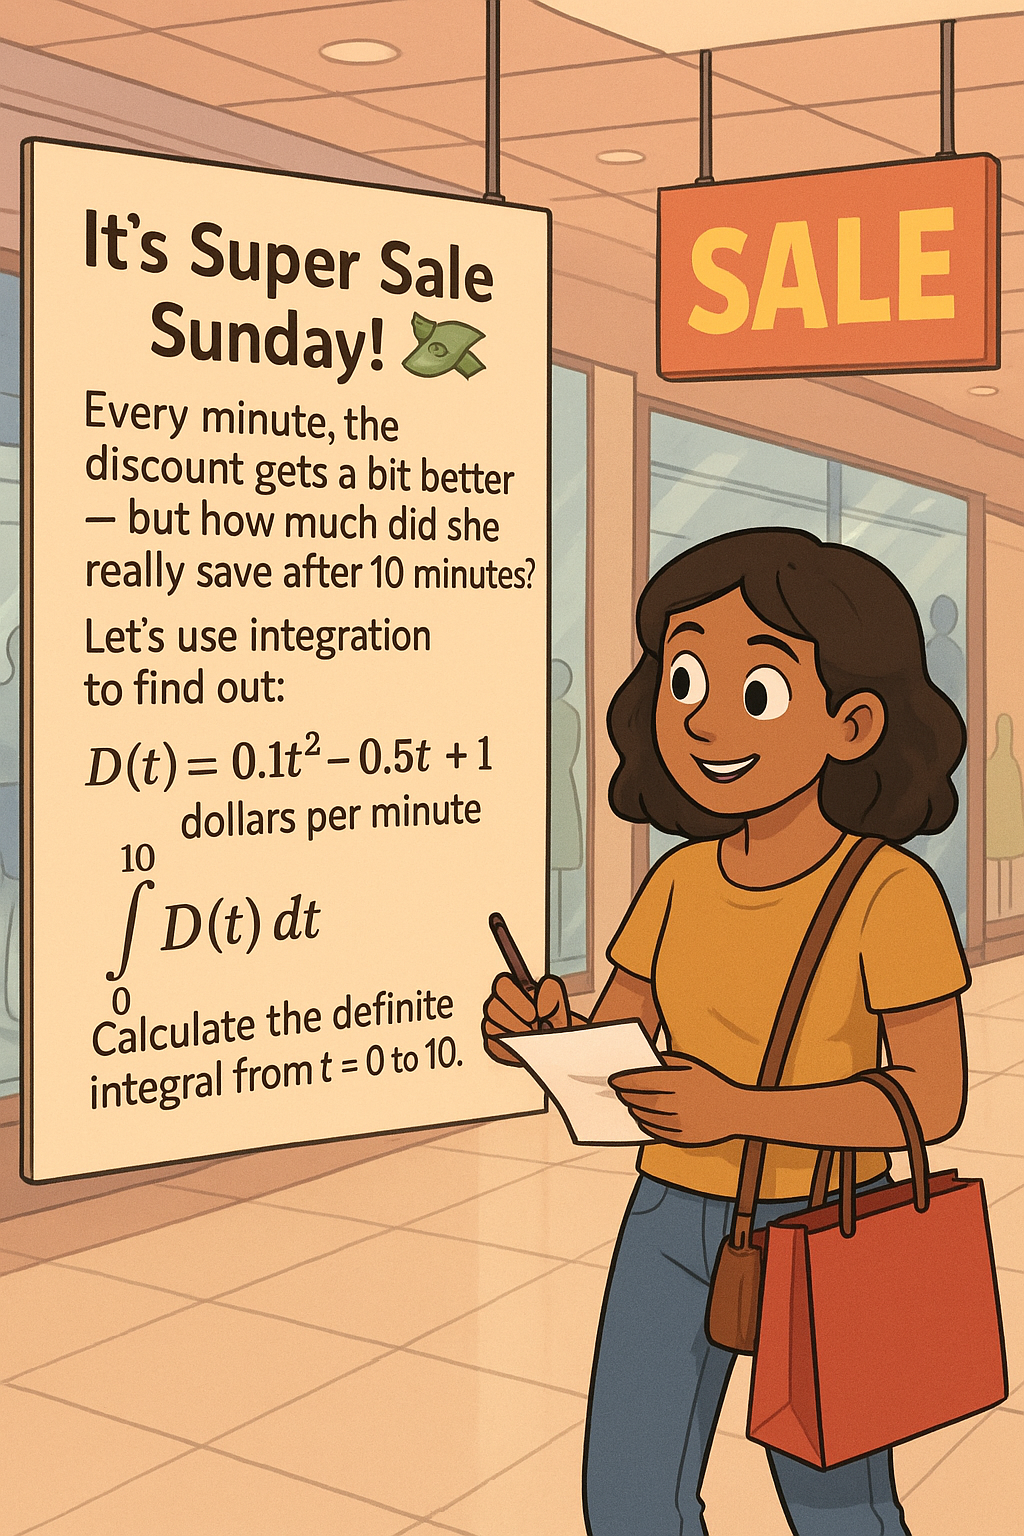 It's Super Sale
Sunday!
SALE
Every minute, the
discount gets a bit better
— but how much did she
really save after 10 minutes?
Let's use integration
to find out:
D(t) = 0.1t² – 0.5t + 1
dollars per minute
10
∫ D(t) dt
0
Calculate the definite
integral from t = 0 to 10.